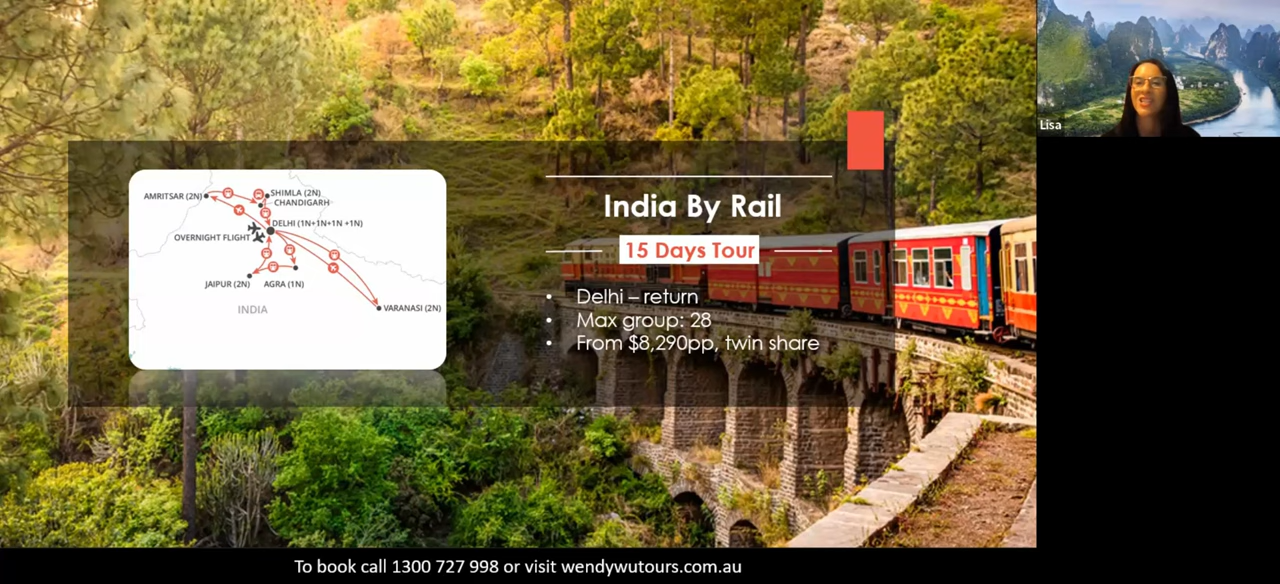 AMRITSAR (2N)
SHIMLA (2N)
CHANDIGARH
DELHI (1N+1N+1N +1N)
OVERNIGHT FLIGHT
JAIPUR (2N)
AGRA (1N)
INDIA
VARANASI (2N)
India By Rail
15 Days Tour
• Delhi – return
• Max group: 28
• From $8,290pp, twin share
Lisa
To book call 1300 727 998 or visit wendywutours.com.au